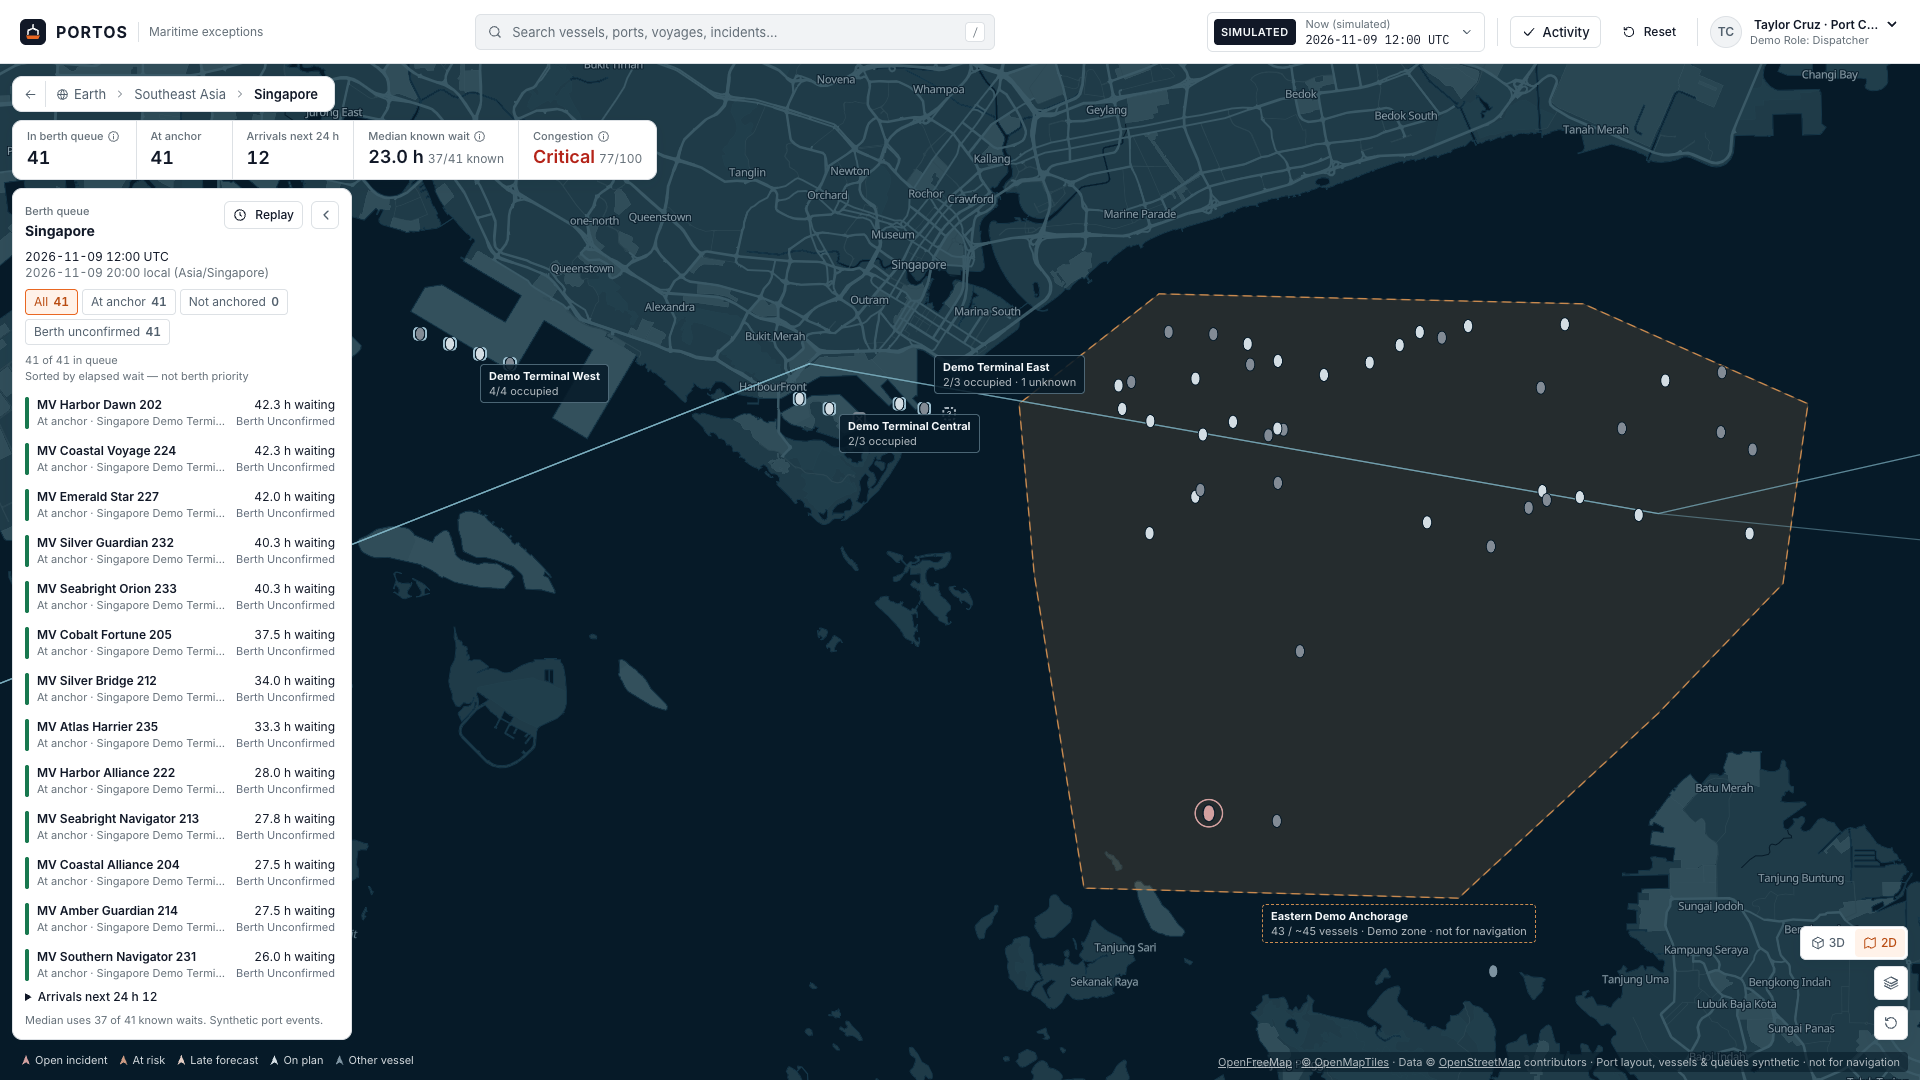 PORTOS
Maritime exceptions
Search vessels, ports, voyages, incidents...
/
SIMULATED
Now (simulated)
2026-11-09 12:00 UTC
Activity
Reset
TC
Taylor Cruz · Port C...
Demo Role: Dispatcher
Earth
Southeast Asia
Singapore
In berth queue
41
At anchor
41
Arrivals next 24 h
12
Median known wait
23.0 h 37/41 known
Congestion
Critical 77/100
Berth queue
Singapore
Replay
2026-11-09 12:00 UTC
2026-11-09 20:00 local (Asia/Singapore)
All 41
At anchor 41
Not anchored 0
Berth unconfirmed 41
41 of 41 in queue
Sorted by elapsed wait — not berth priority
MV Harbor Dawn 202 42.3 h waiting
At anchor · Singapore Demo Termi... Berth Unconfirmed
MV Coastal Voyage 224 42.3 h waiting
At anchor · Singapore Demo Termi... Berth Unconfirmed
MV Emerald Star 227 42.0 h waiting
At anchor · Singapore Demo Termi... Berth Unconfirmed
MV Silver Guardian 232 40.3 h waiting
At anchor · Singapore Demo Termi... Berth Unconfirmed
MV Seabright Orion 233 40.3 h waiting
At anchor · Singapore Demo Termi... Berth Unconfirmed
MV Cobalt Fortune 205 37.5 h waiting
At anchor · Singapore Demo Termi... Berth Unconfirmed
MV Silver Bridge 212 34.0 h waiting
At anchor · Singapore Demo Termi... Berth Unconfirmed
MV Atlas Harrier 235 33.3 h waiting
At anchor · Singapore Demo Termi... Berth Unconfirmed
MV Harbor Alliance 222 28.0 h waiting
At anchor · Singapore Demo Termi... Berth Unconfirmed
MV Seabright Navigator 213 27.8 h waiting
At anchor · Singapore Demo Termi... Berth Unconfirmed
MV Coastal Alliance 204 27.5 h waiting
At anchor · Singapore Demo Termi... Berth Unconfirmed
MV Amber Guardian 214 27.5 h waiting
At anchor · Singapore Demo Termi... Berth Unconfirmed
MV Southern Navigator 231 26.0 h waiting
At anchor · Singapore Demo Termi... Berth Unconfirmed
Arrivals next 24 h 12
Median uses 37 of 41 known waits. Synthetic port events.
Open incident
At risk
Late forecast
On plan
Other vessel
Bukit Timah
Novena
Whampoa
Geylang
Bedok
Bedok South
Changi Bay
Tanah Merah
Jurong East
Kallang
Tanglin
Newton
Orchard
Rochor
Crawford
one-north
Queenstown
Marine Parade
Museum
Singapore
Queenstown
Outram
Alexandra
Marina South
Bukit Merah
HarbourFront
Demo Terminal West
4/4 occupied
Demo Terminal East
2/3 occupied · 1 unknown
Demo Terminal Central
2/3 occupied
Eastern Demo Anchorage
43 / ~45 vessels · Demo zone · not for navigation
Batu Merah
Tanjung Buntung
Sungai Jodoh
Kampung Seraya
Tanjung Uma
Bengkong Indah
Lubuk Baja Kota
Sungai Panas
Tanjung Sari
Sekanak Raya
3D
2D
OpenFreeMap · © OpenMapTiles · Data © OpenStreetMap contributors · Port layout, vessels & queues synthetic · not for navigation